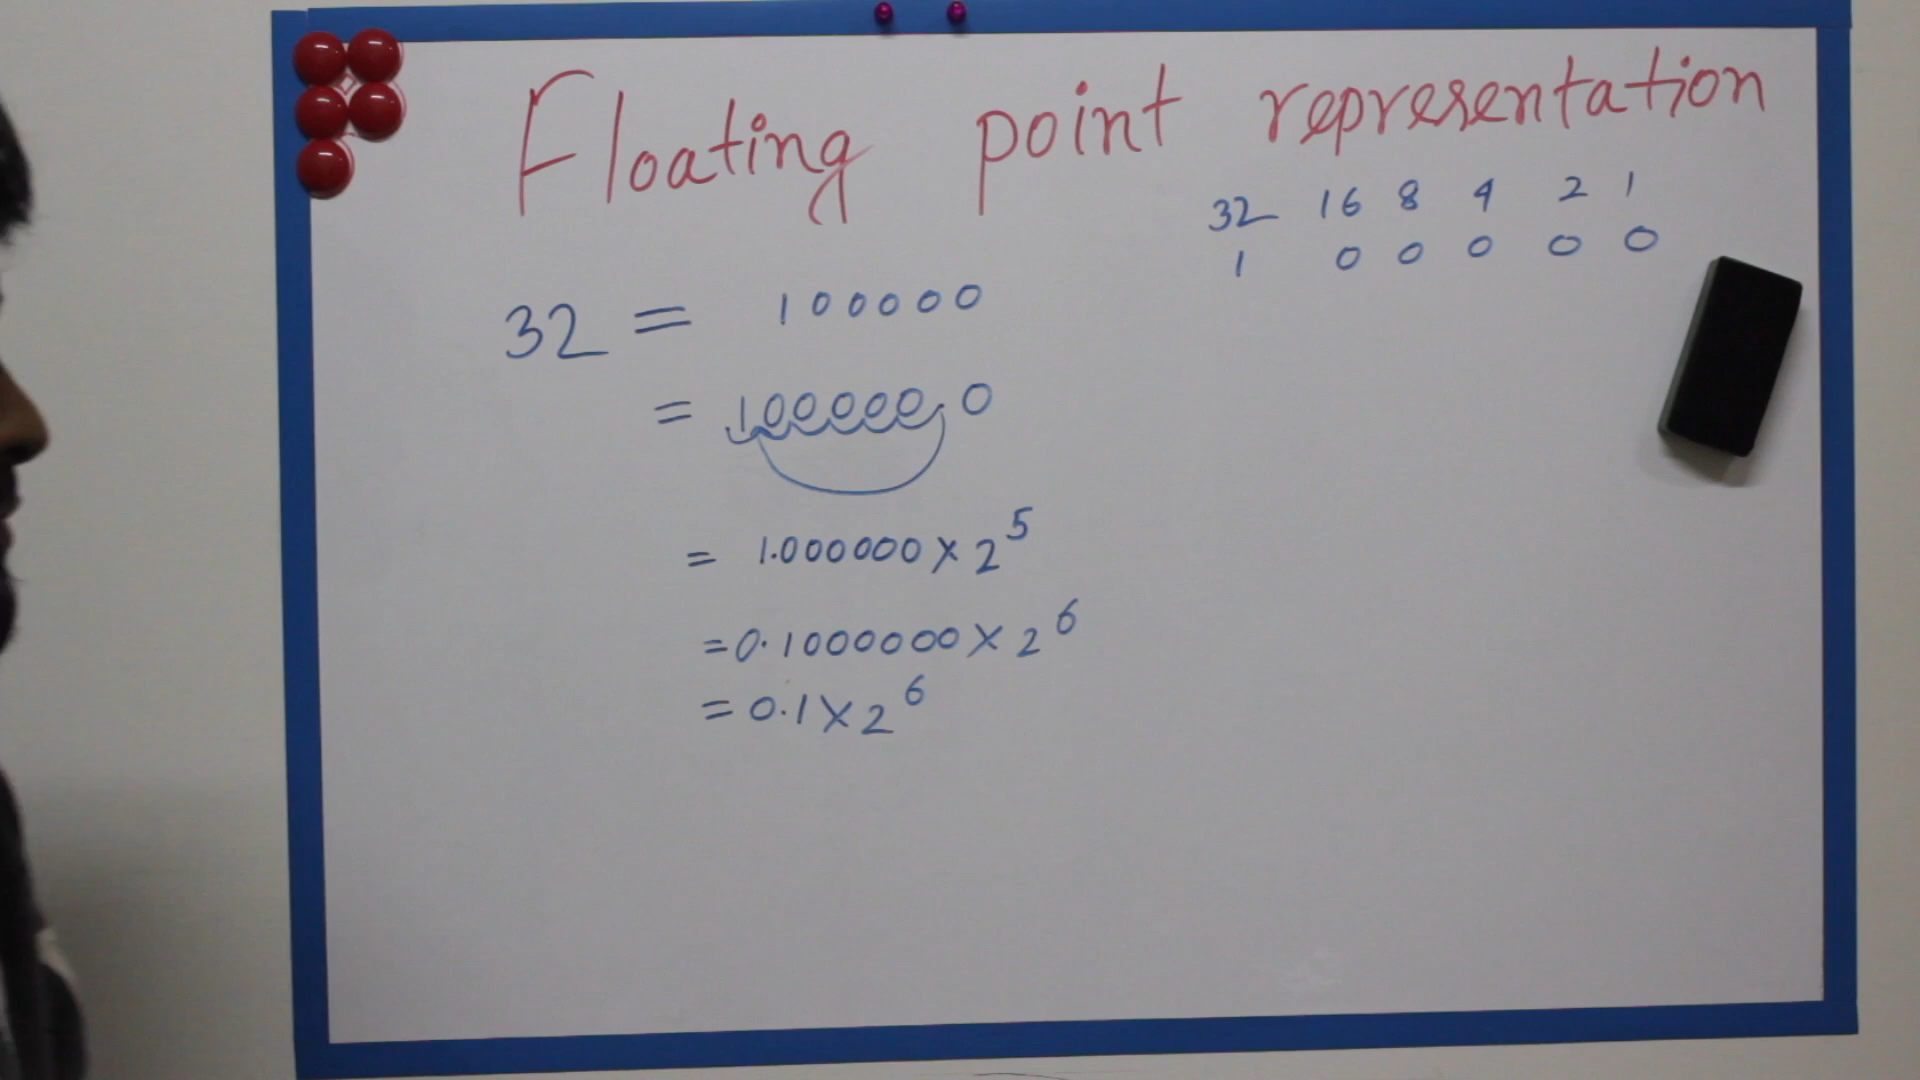 Floating point representation
32 16 8 4 2 1
1 0 0 0 0 0
32 = 100000
= 100000.0
= 1.000000 × 2^5
= 0.1000000 × 2^6
= 0.1 × 2^6